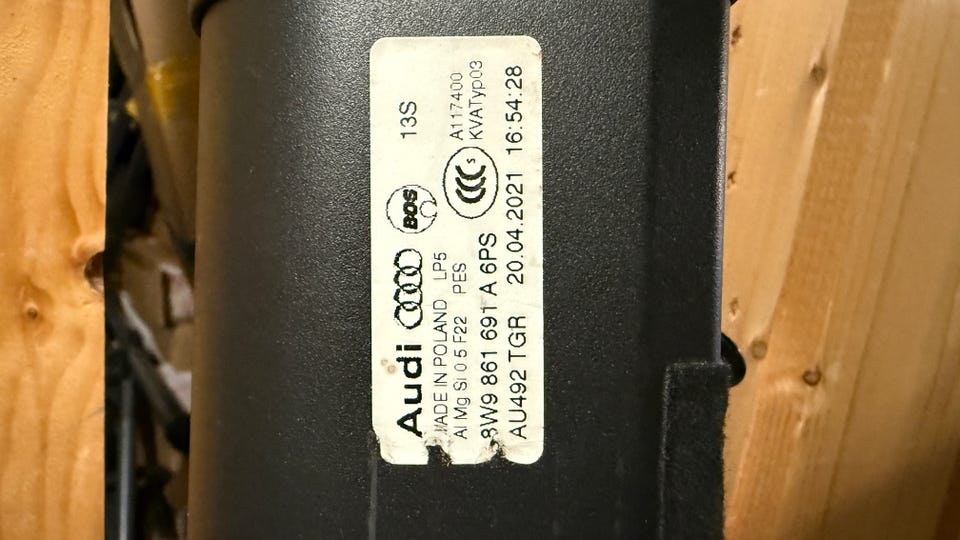 Audi BOS 13S
MADE IN POLAND LP5
CCC S A117400
Al Mg Si 0 5 F22 PES
KVATyp03
8W9 861 691 A 6PS
AU492 TGR 20.04.2021 16:54:28